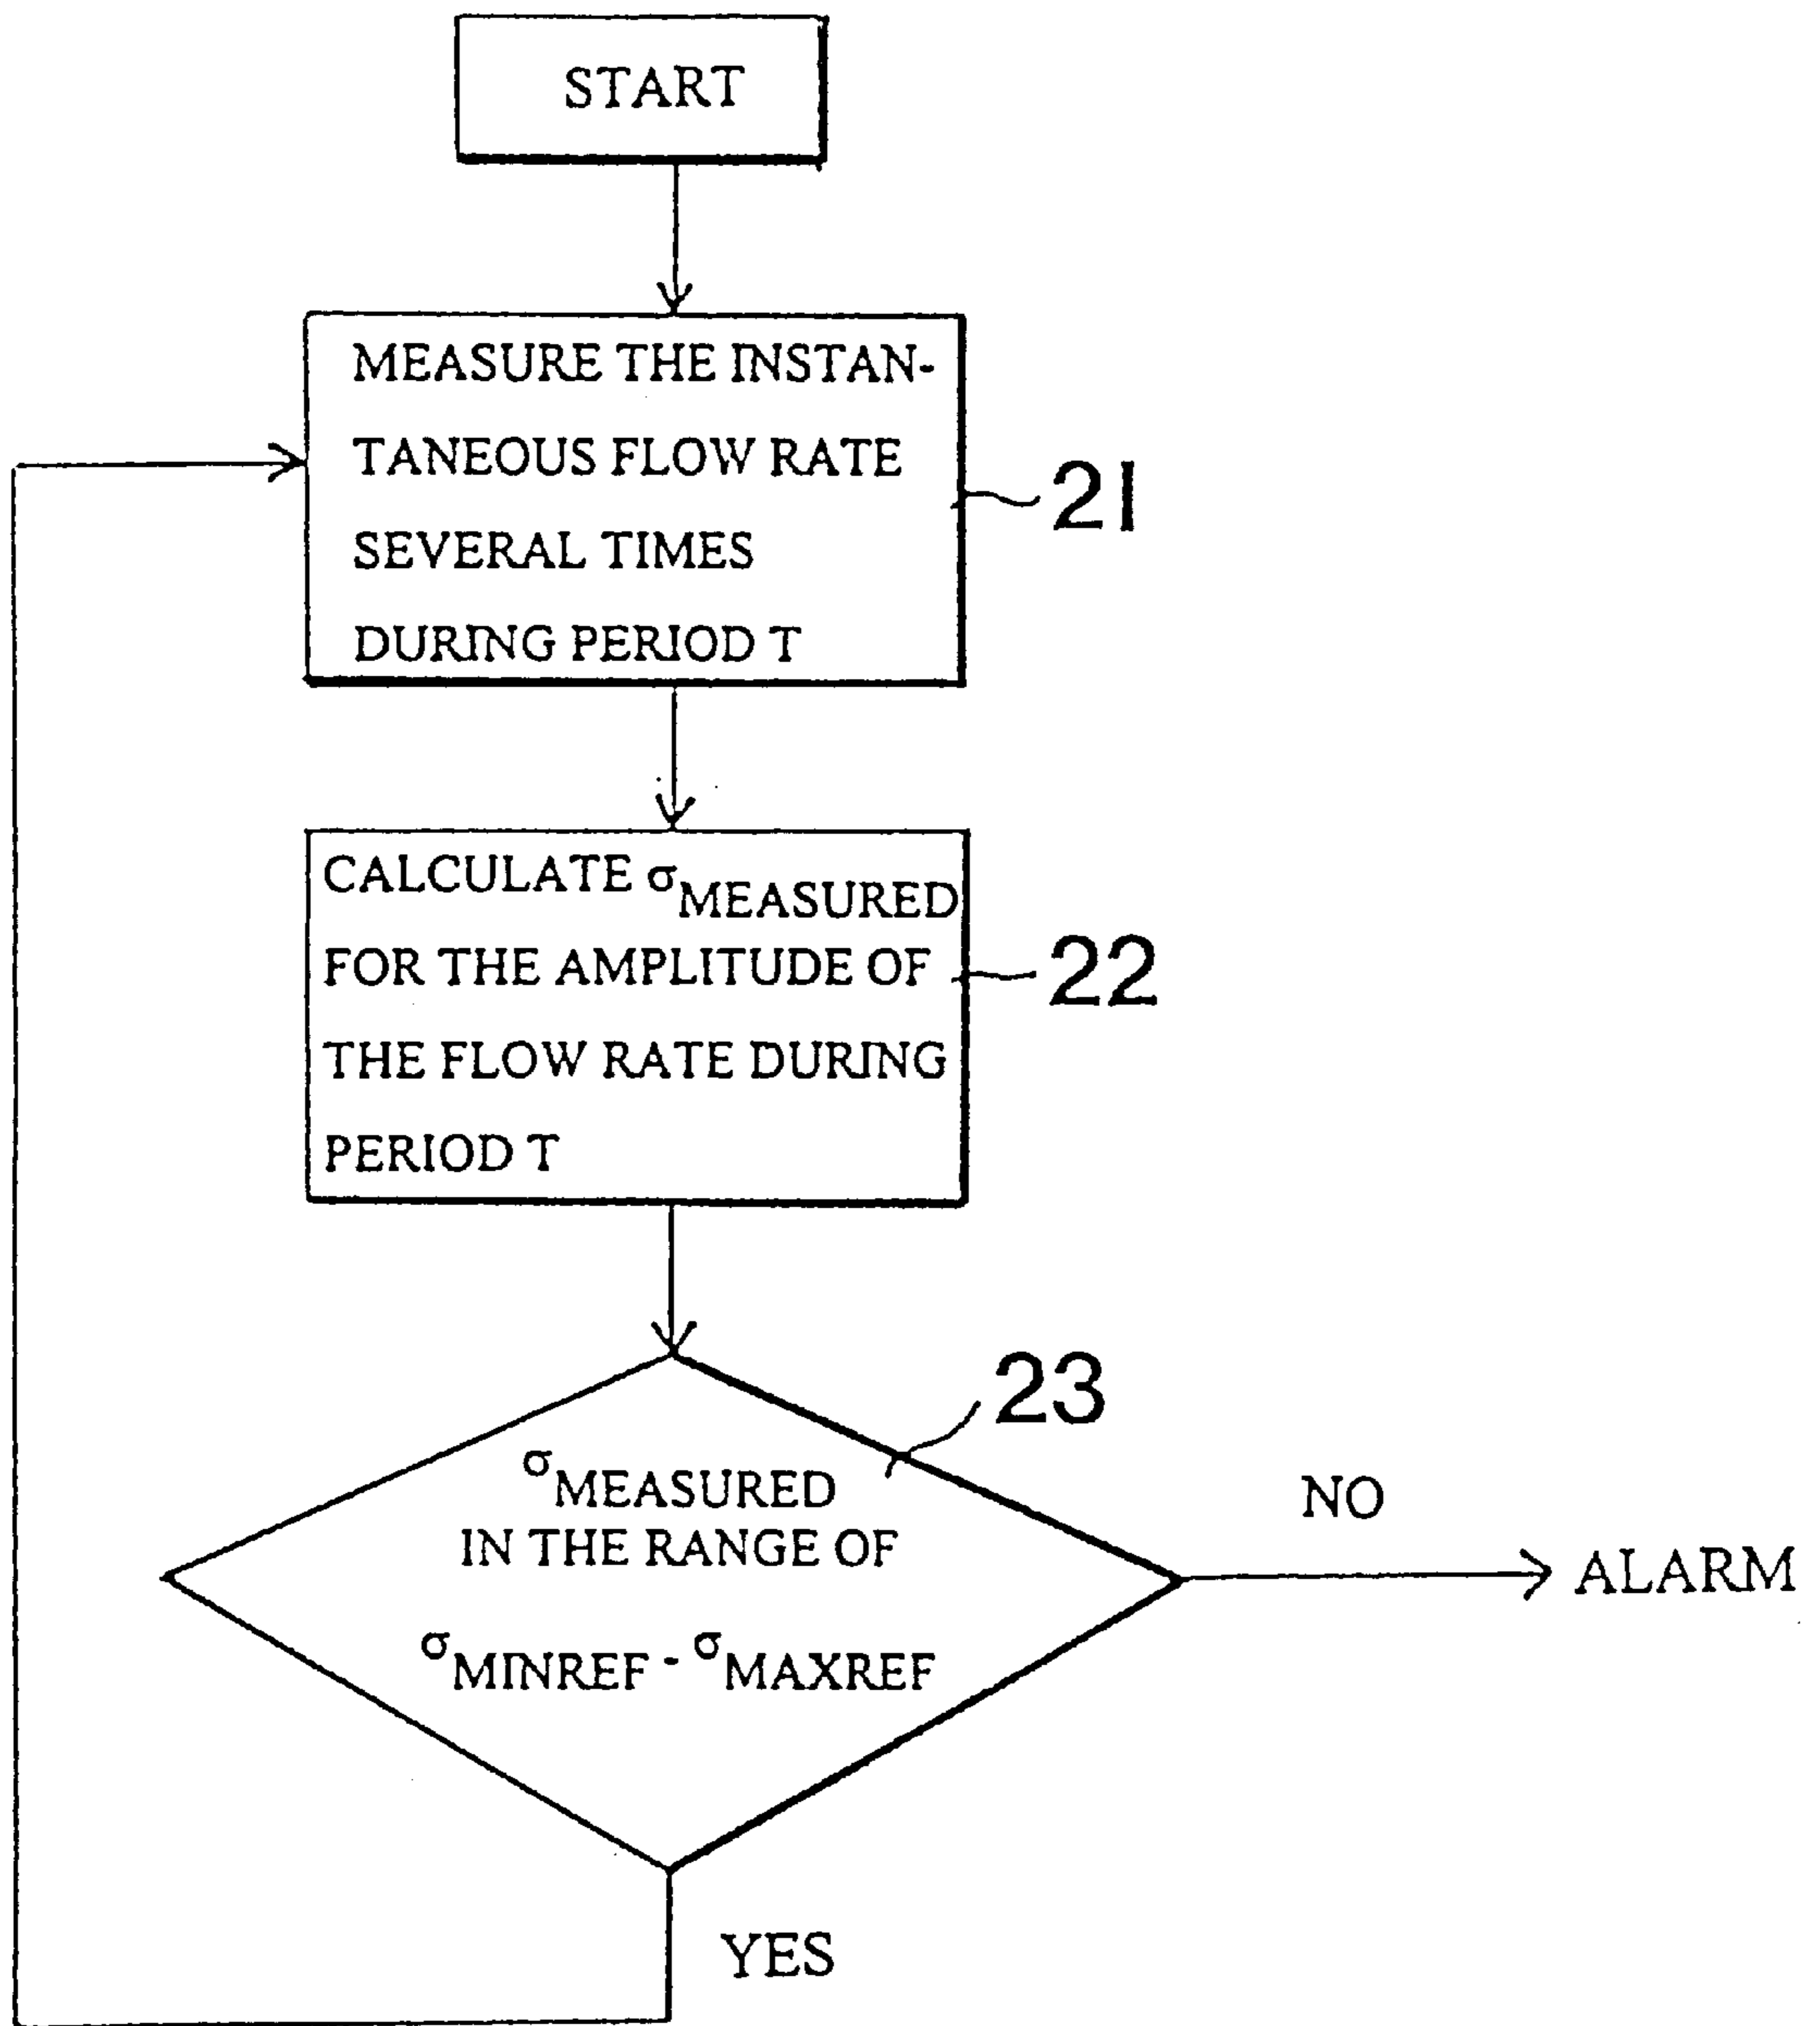 START
MEASURE THE INSTAN-
TANEOUS FLOW RATE
SEVERAL TIMES
DURING PERIOD T
21
CALCULATE σMEASURED
FOR THE AMPLITUDE OF
THE FLOW RATE DURING
PERIOD T
22
23
σMEASURED
IN THE RANGE OF
σMINREF - σMAXREF
NO
ALARM
YES